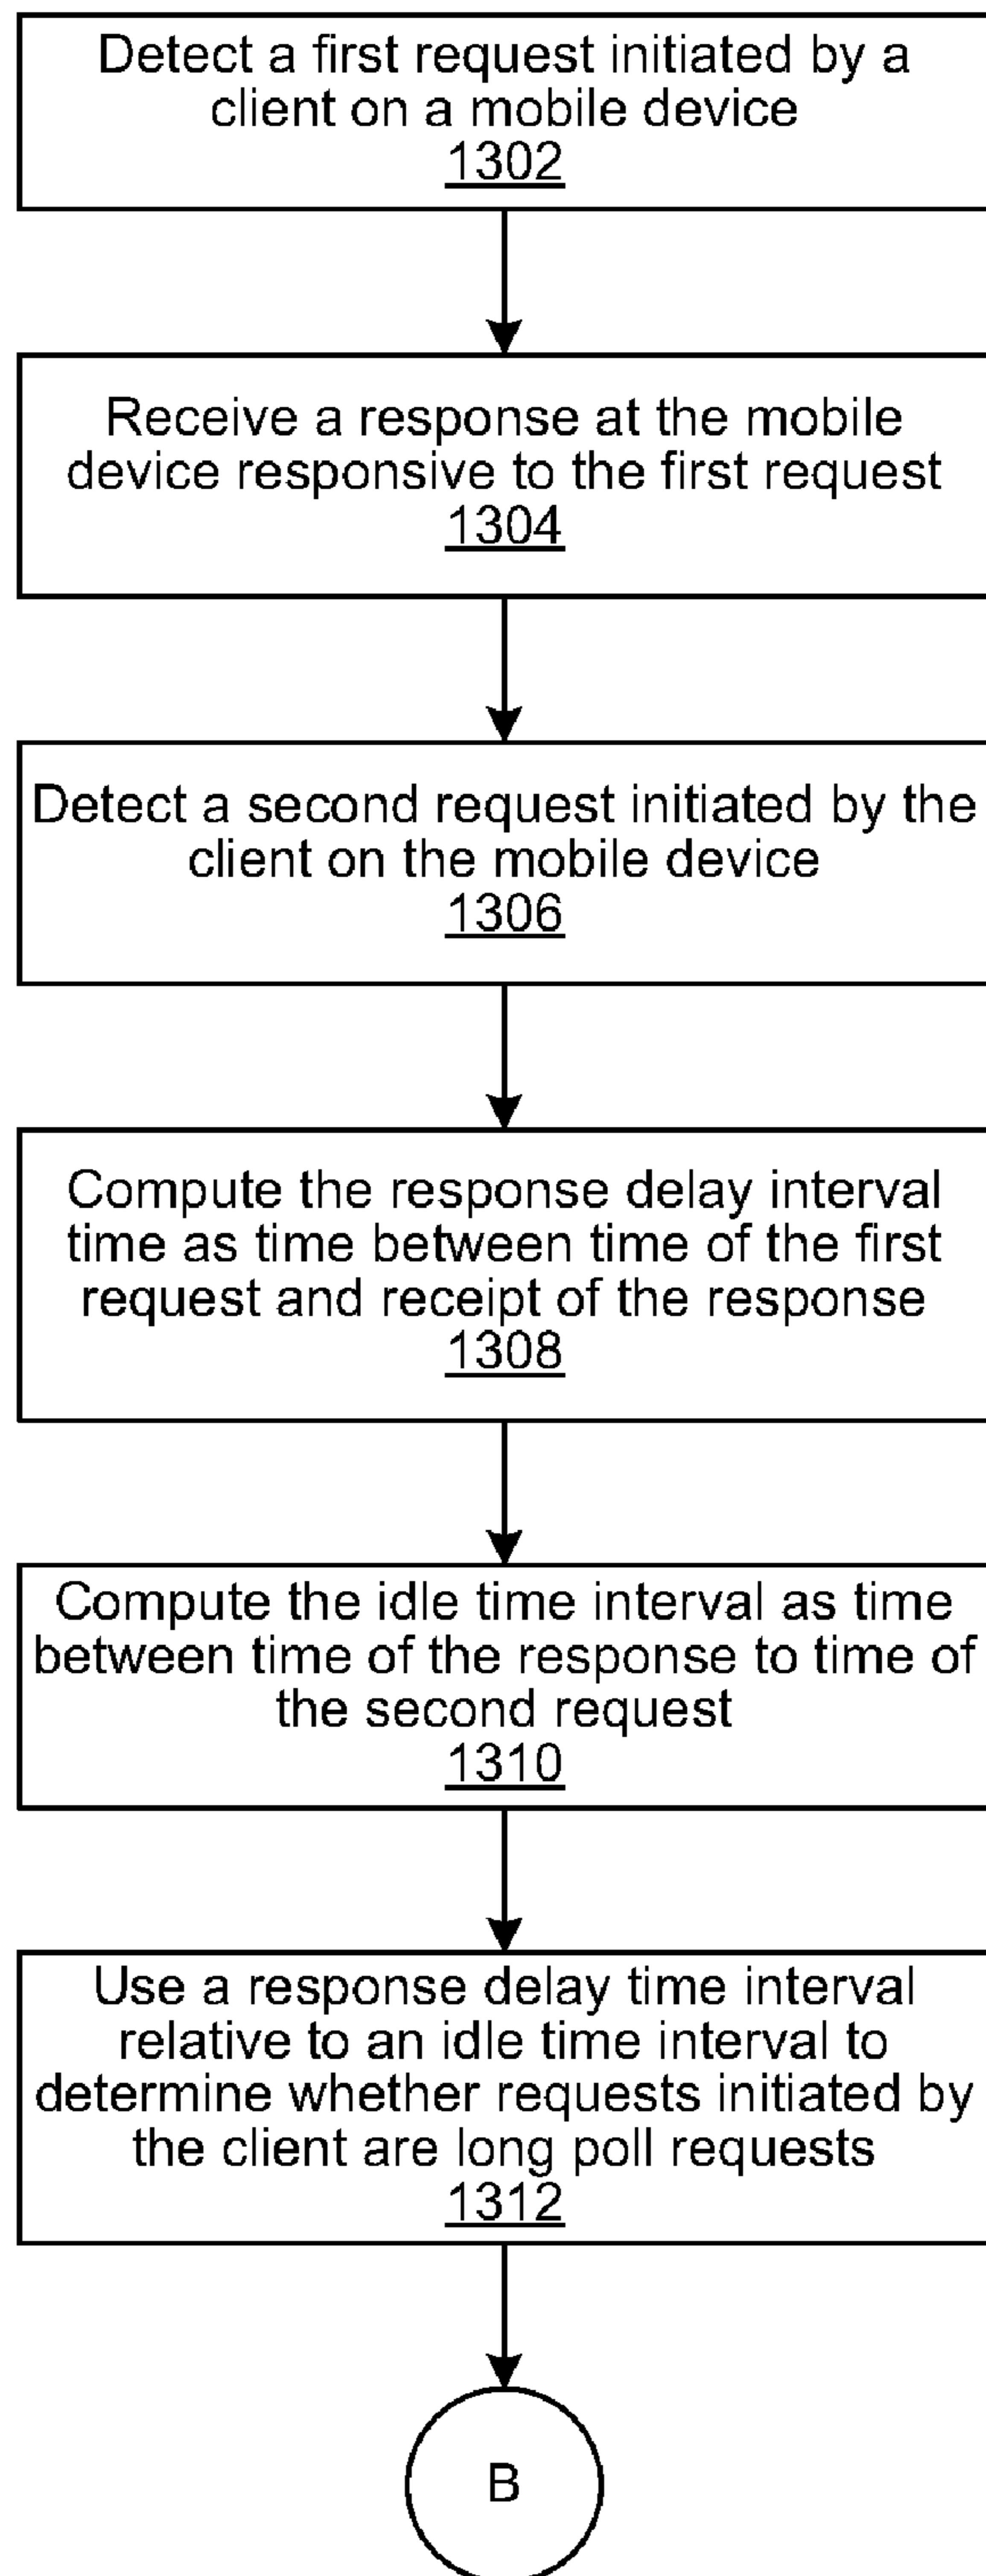 Detect a first request initiated by a
client on a mobile device
1302
Receive a response at the mobile
device responsive to the first request
1304
Detect a second request initiated by the
client on the mobile device
1306
Compute the response delay interval
time as time between time of the first
request and receipt of the response
1308
Compute the idle time interval as time
between time of the response to time of
the second request
1310
Use a response delay time interval
relative to an idle time interval to
determine whether requests initiated by
the client are long poll requests
1312
B